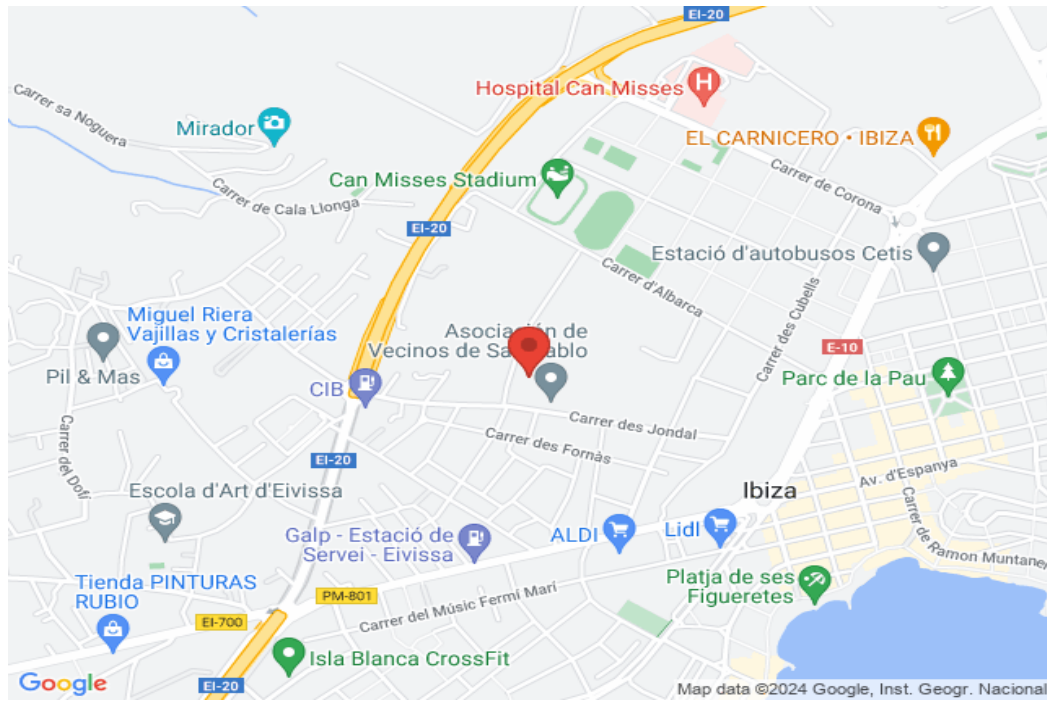 EI-20
Hospital Can Misses
Carrer sa Noguera
Mirador
EL CARNICERO • IBIZA
Can Misses Stadium
Carrer de Corona
Carrer de Cala Llonga
EI-20
Estació d'autobusos Cetis
Carrer d'Albarca
Carrer des Cubells
Miguel Riera
Vajillas y Cristalerías
Asociación de
Vecinos de San Pablo
E-10
Pil & Mas
CIB
Parc de la Pau
Carrer des Jondal
Carrer del Dofí
Carrer des Fornàs
EI-20
Av. d'Espanya
Escola d'Art d'Eivissa
Ibiza
Carrer de Ramon Muntaner
Galp - Estació de
Servei - Eivissa
ALDI
Lidl
Tienda PINTURAS
RUBIO
Platja de ses
Figueretes
PM-801
Carrer del Músic Fermí Marí
EI-700
Isla Blanca CrossFit
Google
EI-20
Map data ©2024 Google, Inst. Geogr. Nacional